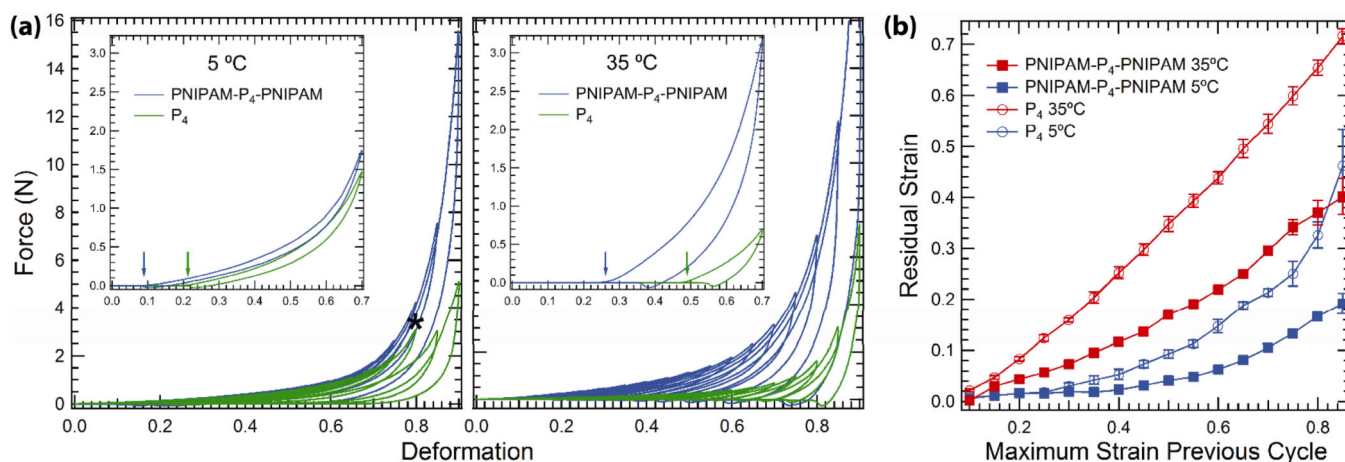 (a)
Force (N)
16
14
12
10
8
6
4
2
0
0.0 0.2 0.4 0.6 0.8
5 ºC
PNIPAM-P4-PNIPAM
P4
3.0
2.5
2.0
1.5
1.0
0.5
0.0
0.0 0.1 0.2 0.3 0.4 0.5 0.6 0.7
*
35 ºC
PNIPAM-P4-PNIPAM
P4
3.0
2.5
2.0
1.5
1.0
0.5
0.0
0.0 0.1 0.2 0.3 0.4 0.5 0.6 0.7
0.0 0.2 0.4 0.6 0.8
Deformation
(b)
Residual Strain
0.7
0.6
0.5
0.4
0.3
0.2
0.1
0.0
PNIPAM-P4-PNIPAM 35ºC
PNIPAM-P4-PNIPAM 5ºC
P4 35ºC
P4 5ºC
0.2 0.4 0.6 0.8
Maximum Strain Previous Cycle